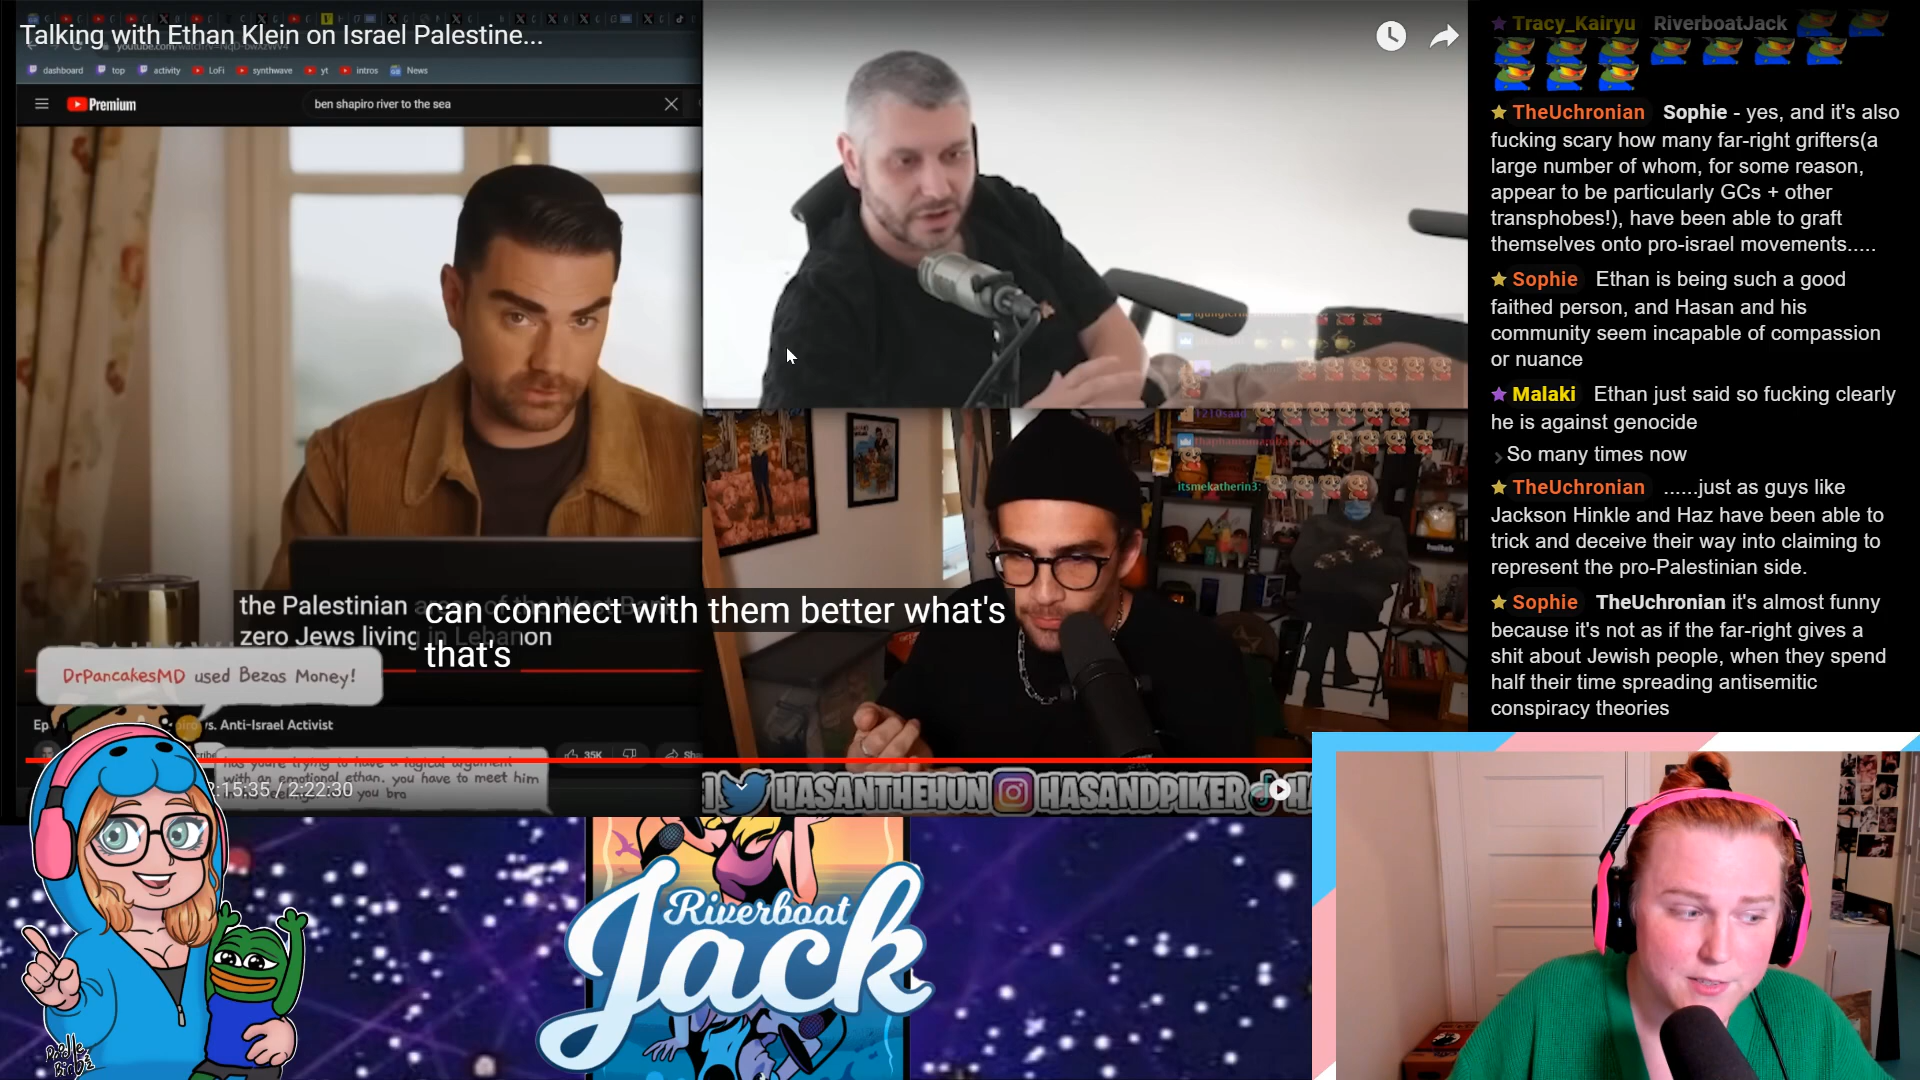 Talking with Ethan Klein on Israel Palestine...
dashboard top activity LoFi synthwave yt intros News
Premium
ben shapiro river to the sea
the Palestinian areas of the West Bank
zero Jews living in Lebanon
can connect with them better what's
that's
DrPancakesMD used Bezos Money!
vs. Anti-Israel Activist
35K
with an emotional ethan. you have to meet him
you bro
2:15:35 / 2:22:30
itsmekatherin3:
HASANTHEHUN HASANDPIKER
Riverboat
Jack
Tracy_Kairyu RiverboatJack
TheUchronian Sophie - yes, and it's also
fucking scary how many far-right grifters(a
large number of whom, for some reason,
appear to be particularly GCs + other
transphobes!), have been able to graft
themselves onto pro-israel movements.....
Sophie Ethan is being such a good
faithed person, and Hasan and his
community seem incapable of compassion
or nuance
Malaki Ethan just said so fucking clearly
he is against genocide
So many times now
TheUchronian ......just as guys like
Jackson Hinkle and Haz have been able to
trick and deceive their way into claiming to
represent the pro-Palestinian side.
Sophie TheUchronian it's almost funny
because it's not as if the far-right gives a
shit about Jewish people, when they spend
half their time spreading antisemitic
conspiracy theories